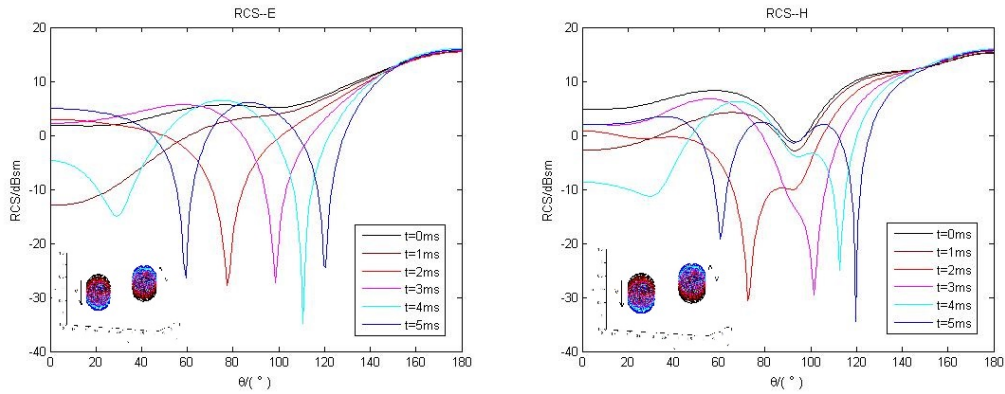 RCS--E
20
10
0
-10
-20
-30
-40
RCS/dBsm
t=0ms
t=1ms
t=2ms
t=3ms
t=4ms
t=5ms
0 20 40 60 80 100 120 140 160 180
θ/( ° )
RCS--H
20
10
0
-10
-20
-30
-40
RCS/dBsm
t=0ms
t=1ms
t=2ms
t=3ms
t=4ms
t=5ms
0 20 40 60 80 100 120 140 160 180
θ/( ° )